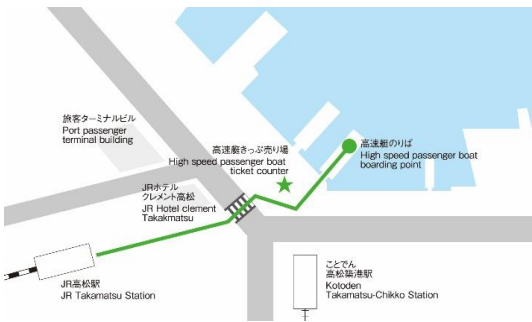 旅客ターミナルビル
Port passenger
terminal building
高速艇きっぷ売り場
High speed passenger boat
ticket counter
高速艇のりば
High speed passenger boat
boarding point
JRホテル
クレメント高松
JR Hotel clement
Takakmatsu
JR高松駅
JR Takamatsu Station
ことでん
高松築港駅
Kotoden
Takamatsu-Chikko Station